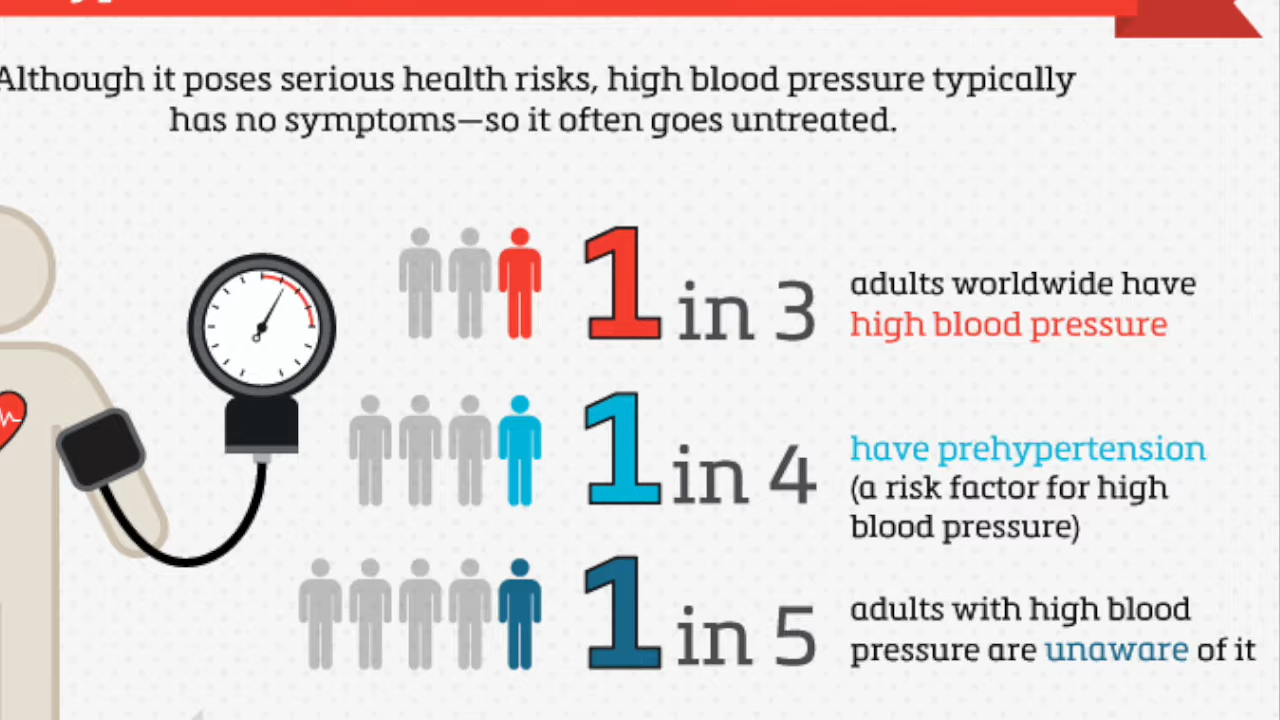 Although it poses serious health risks, high blood pressure typically
has no symptoms—so it often goes untreated.
1 in 3
adults worldwide have
high blood pressure
1 in 4
have prehypertension
(a risk factor for high
blood pressure)
1 in 5
adults with high blood
pressure are unaware of it